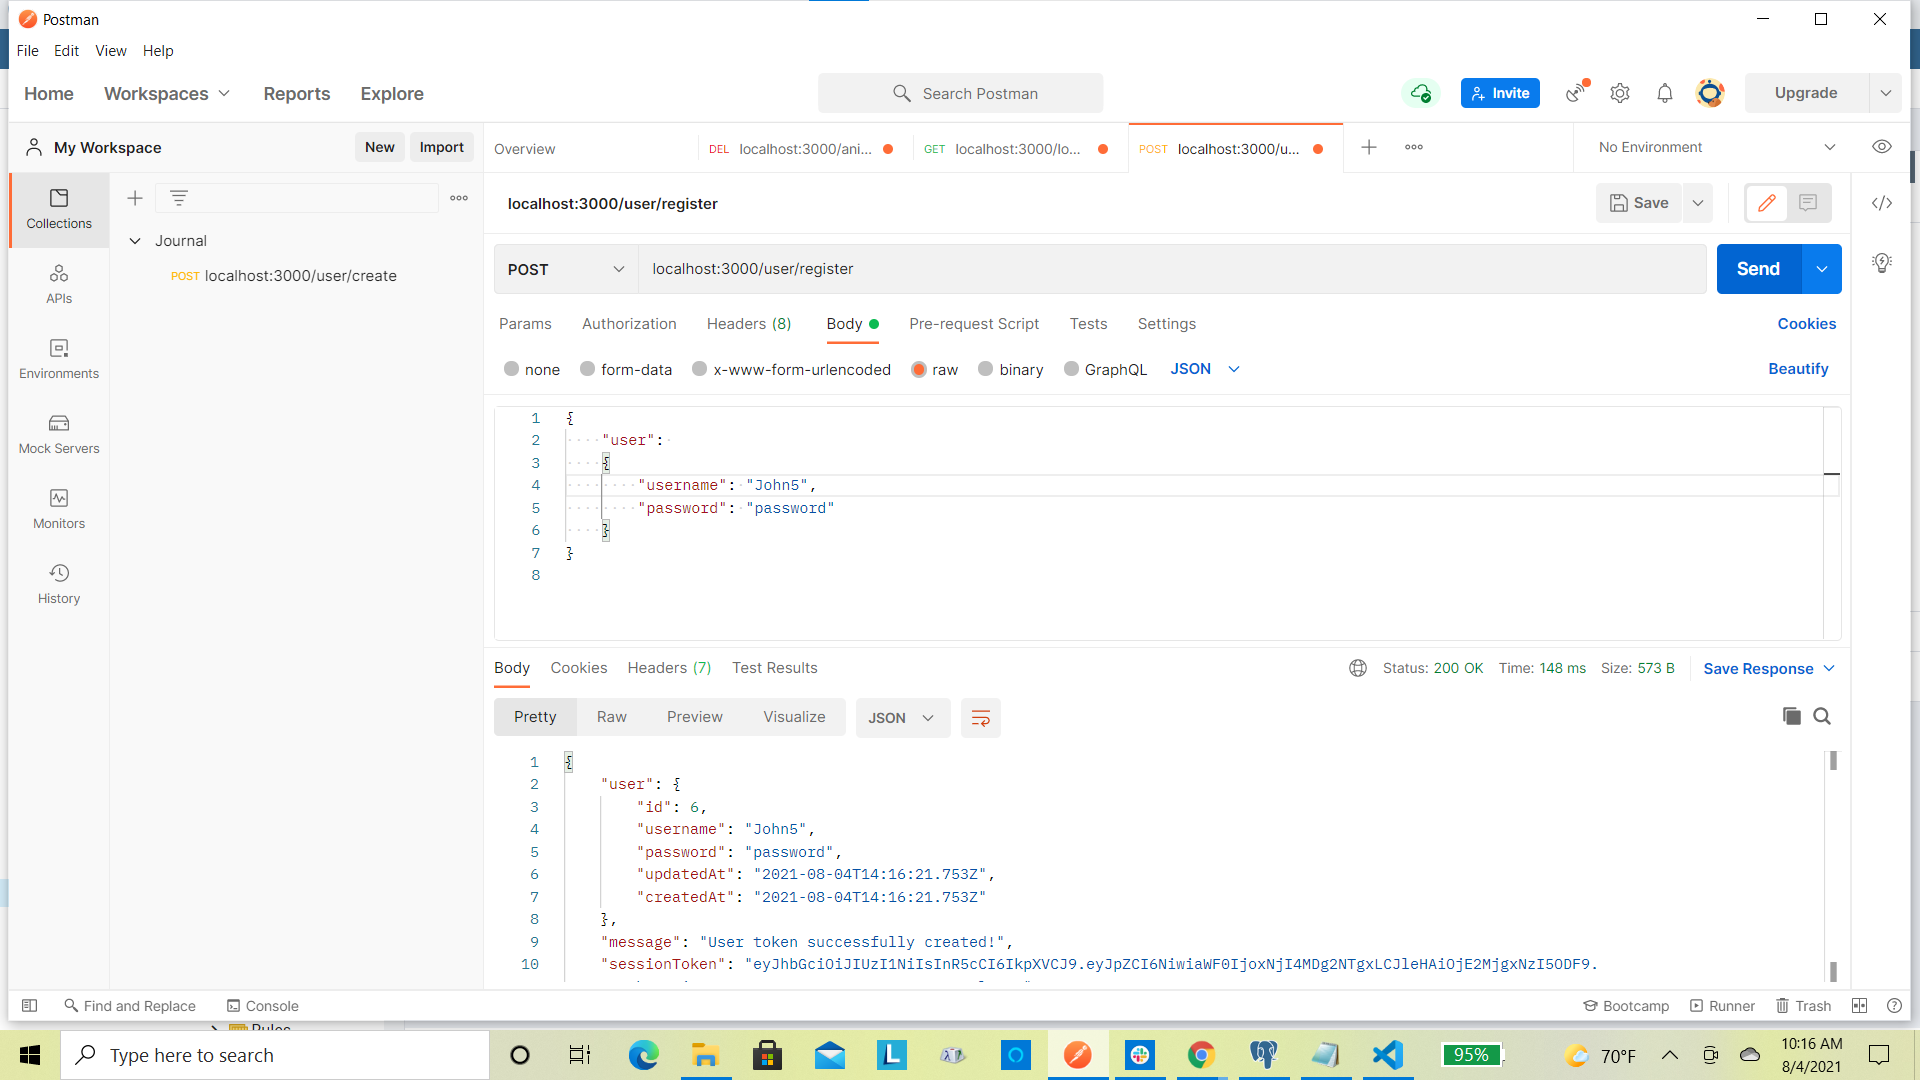 Postman
File Edit View Help
Home Workspaces Reports Explore
Search Postman
Invite
Upgrade
My Workspace
New
Import
Overview
DEL localhost:3000/ani...
GET localhost:3000/lo...
POST localhost:3000/u...
No Environment
Collections
APIs
Environments
Mock Servers
Monitors
History
Journal
POST localhost:3000/user/create
localhost:3000/user/register
Save
POST
localhost:3000/user/register
Send
Params Authorization Headers (8) Body Pre-request Script Tests Settings
Cookies
none form-data x-www-form-urlencoded raw binary GraphQL JSON
Beautify
1 {
2 "user":
3 {
4 "username": "John5",
5 "password": "password"
6 }
7 }
8
Body Cookies Headers (7) Test Results
Status: 200 OK Time: 148 ms Size: 573 B
Save Response
Pretty Raw Preview Visualize
JSON
1 {
2 "user": {
3 "id": 6,
4 "username": "John5",
5 "password": "password",
6 "updatedAt": "2021-08-04T14:16:21.753Z",
7 "createdAt": "2021-08-04T14:16:21.753Z"
8 },
9 "message": "User token successfully created!",
10 "sessionToken": "eyJhbGciOiJIUzI1NiIsInR5cCI6IkpXVCJ9.eyJpZCI6NiwiaWF0IjoxNjI4MDg2NTgxLCJleHAiOjE2MjgxNzI5ODF9.
Find and Replace
Console
Bootcamp
Runner
Trash
Type here to search
95%
70°F
10:16 AM
8/4/2021